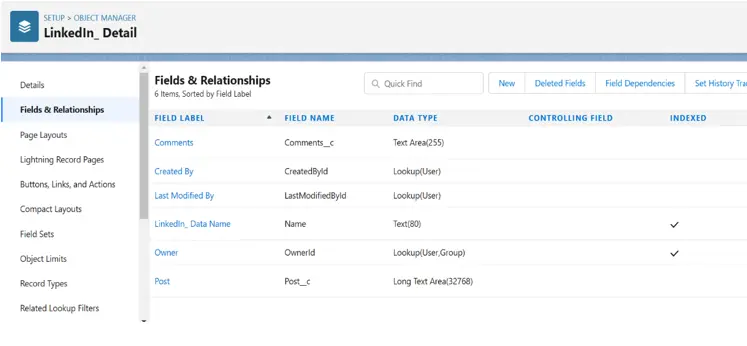 SETUP > OBJECT MANAGER
LinkedIn_ Detail
Details
Fields & Relationships
Page Layouts
Lightning Record Pages
Buttons, Links, and Actions
Compact Layouts
Field Sets
Object Limits
Record Types
Related Lookup Filters
Fields & Relationships
6 Items, Sorted by Field Label
Quick Find
New
Deleted Fields
Field Dependencies
Set History Tra
FIELD LABEL FIELD NAME DATA TYPE CONTROLLING FIELD INDEXED
Comments Comments__c Text Area(255)
Created By CreatedById Lookup(User)
Last Modified By LastModifiedById Lookup(User)
LinkedIn_ Data Name Name Text(80)
Owner OwnerId Lookup(User,Group)
Post Post__c Long Text Area(32768)